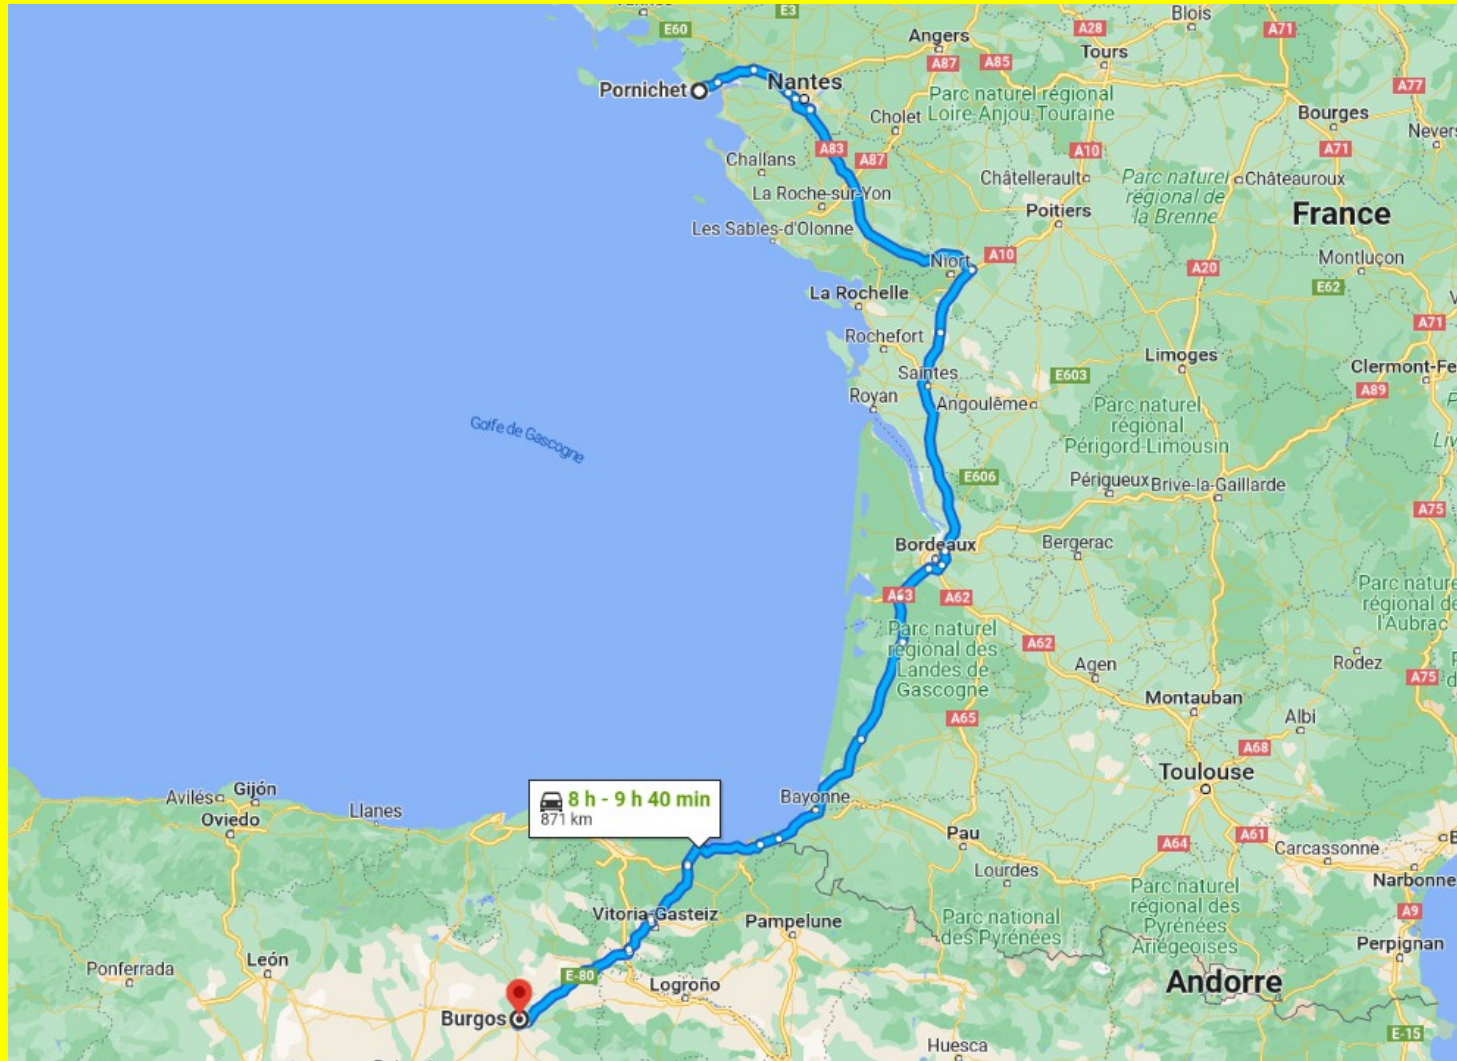 E3
Blois
E60
A28
A71
Angers
Tours
A87
A85
A77
Pornichet
Nantes
Parc naturel régional
Loire-Anjou-Touraine
Bourges
Cholet
A83
A87
A10
A71
Challans
Châtellerault
Parc naturel
régional de
la Brenne
Châteauroux
La Roche-sur-Yon
Poitiers
France
Les Sables-d'Olonne
Niort
A10
A20
Montluçon
E62
La Rochelle
A71
Rochefort
Limoges
Saintes
E603
Clermont-Fe
A89
Royan
Angoulême
Parc naturel
régional
Périgord-Limousin
Golfe de Gascogne
E606
Périgueux
Brive-la-Gaillarde
A75
Bordeaux
Bergerac
A63
A62
Parc nature
régional de
l'Aubrac
Parc naturel
régional des
Landes de
Gascogne
A62
Agen
Rodez
A75
Montauban
A65
Albi
A68
Toulouse
Avilés
Gijón
Llanes
8 h - 9 h 40 min
871 km
Bayonne
Oviedo
Pau
A64
A61
Carcassonne
Lourdes
Narbonne
Vitoria-Gasteiz
Pampelune
Parc national
des Pyrénées
Parc naturel
régional des
Pyrénées
Ariégeoises
A9
Perpignan
Ponferrada
León
E-80
Logroño
Andorre
Burgos
E-15
Huesca